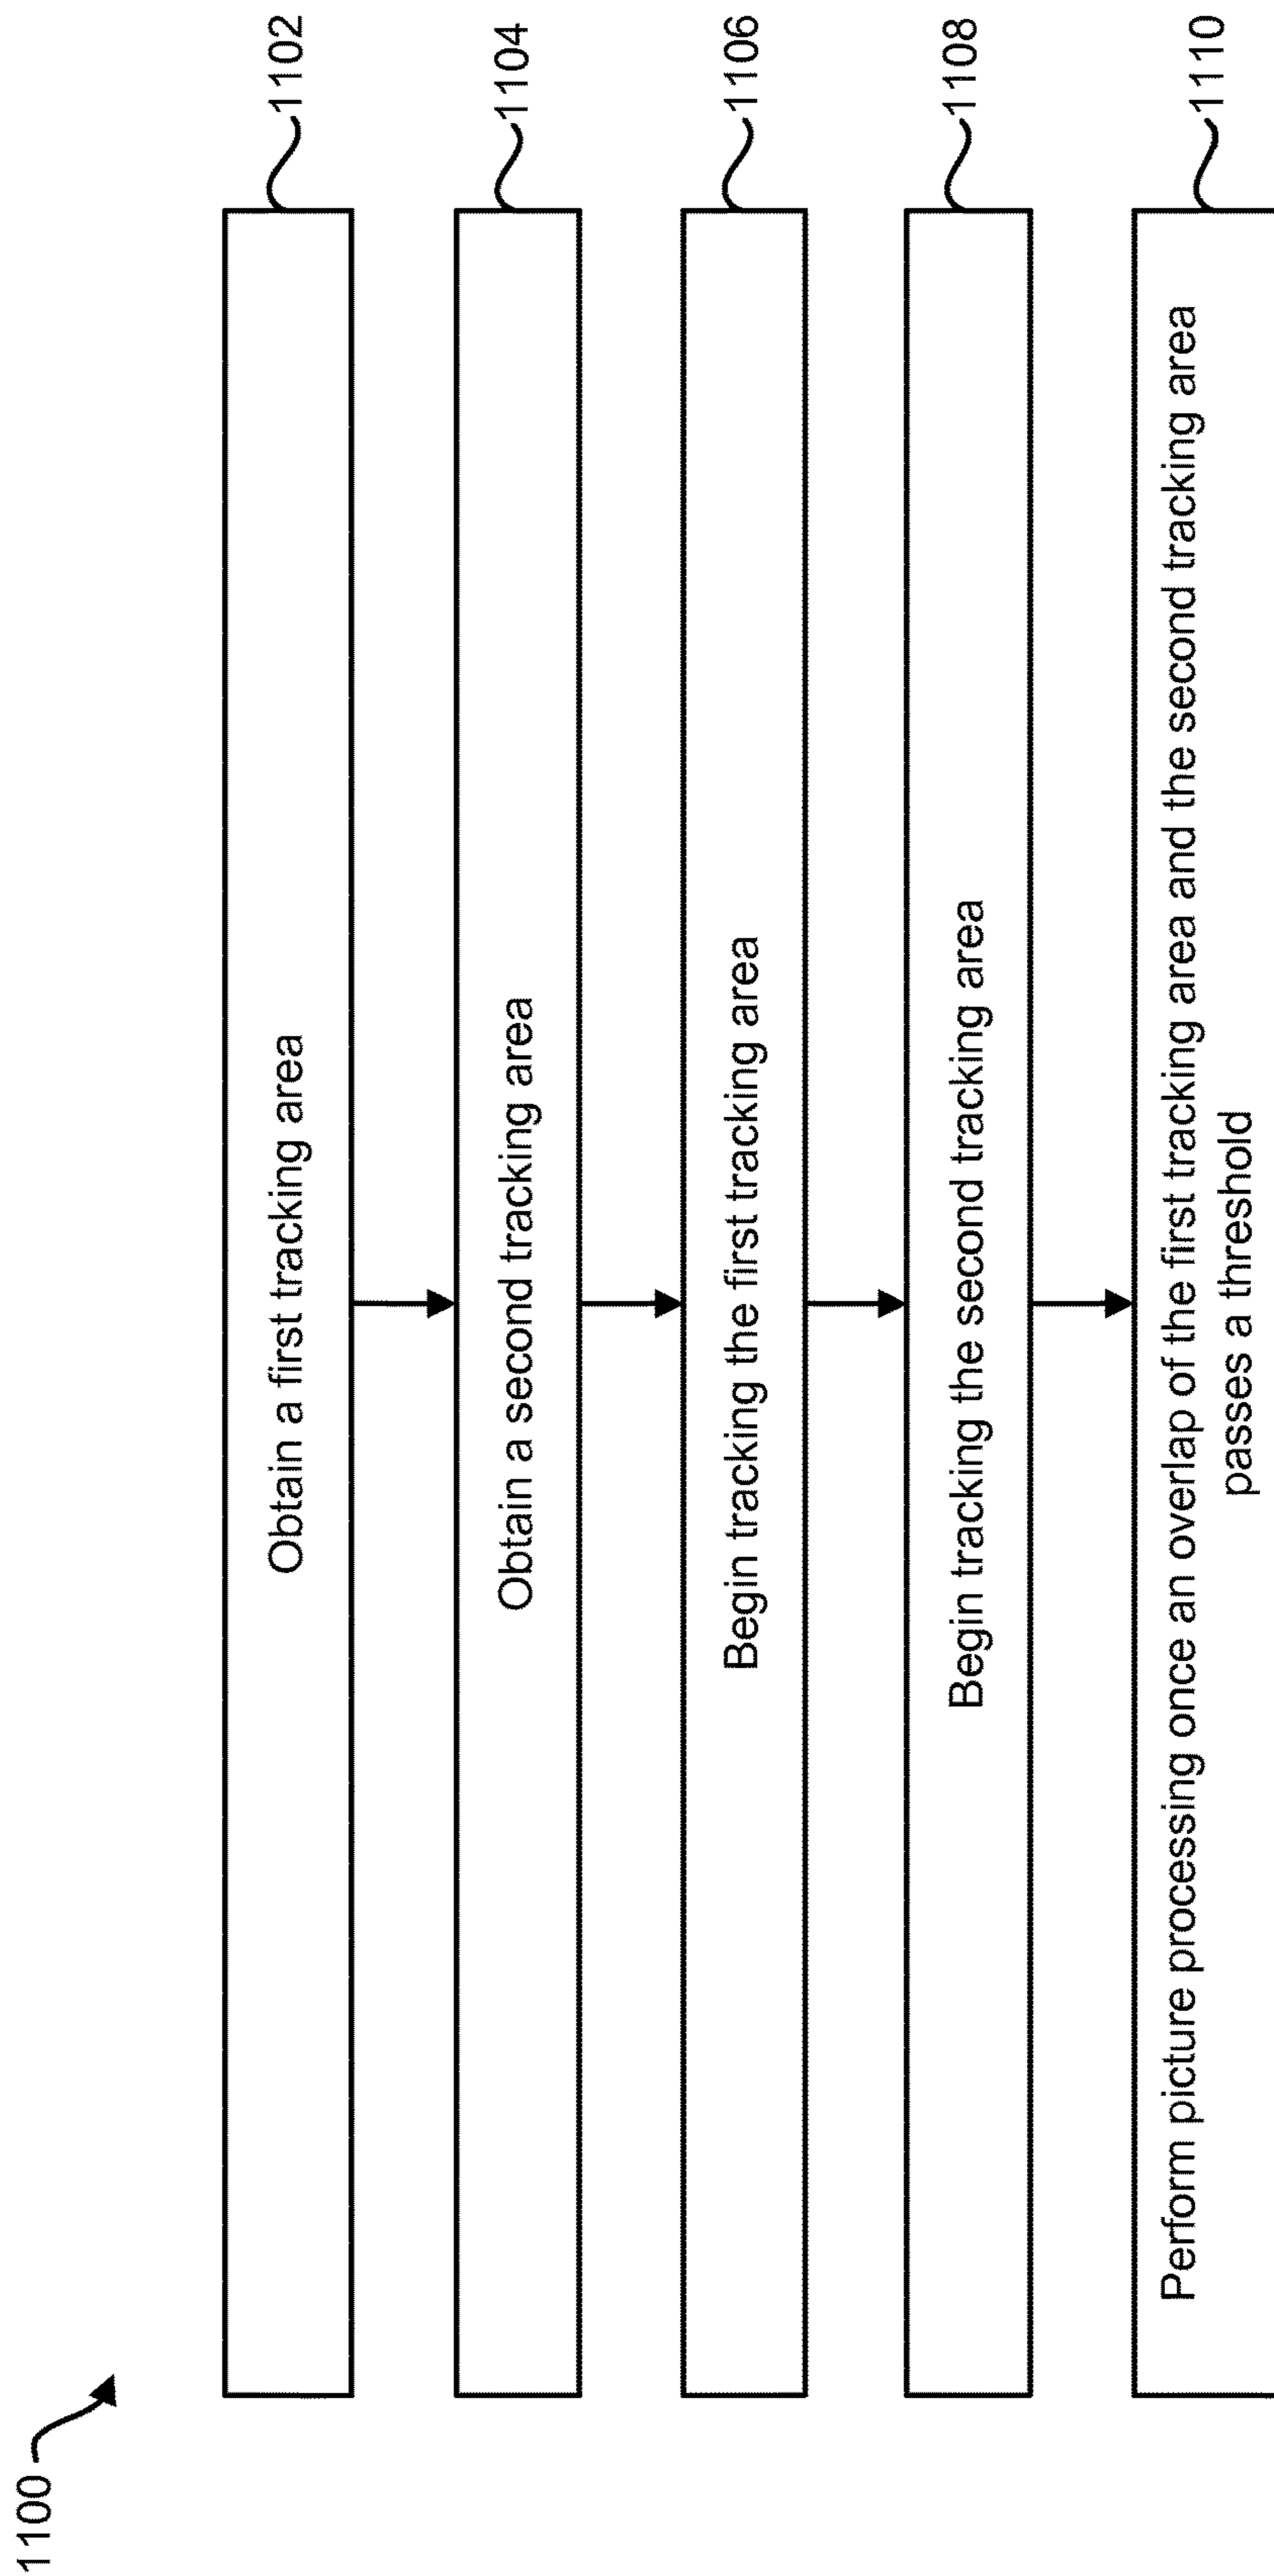 1100
Obtain a first tracking area
1102
Obtain a second tracking area
1104
Begin tracking the first tracking area
1106
Begin tracking the second tracking area
1108
Perform picture processing once an overlap of the first tracking area and the second tracking area
passes a threshold
1110